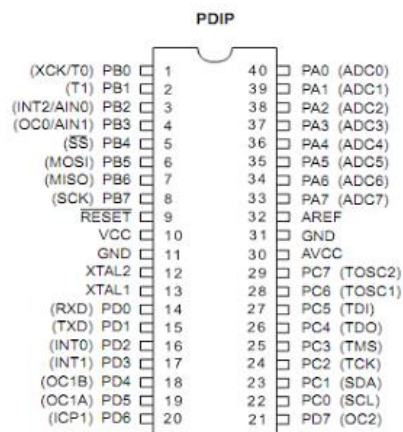 PDIP
(XCK/T0) PB0 1 40 PA0 (ADC0)
(T1) PB1 2 39 PA1 (ADC1)
(INT2/AIN0) PB2 3 38 PA2 (ADC2)
(OC0/AIN1) PB3 4 37 PA3 (ADC3)
(SS) PB4 5 36 PA4 (ADC4)
(MOSI) PB5 6 35 PA5 (ADC5)
(MISO) PB6 7 34 PA6 (ADC6)
(SCK) PB7 8 33 PA7 (ADC7)
RESET 9 32 AREF
VCC 10 31 GND
GND 11 30 AVCC
XTAL2 12 29 PC7 (TOSC2)
XTAL1 13 28 PC6 (TOSC1)
(RXD) PD0 14 27 PC5 (TDI)
(TXD) PD1 15 26 PC4 (TDO)
(INT0) PD2 16 25 PC3 (TMS)
(INT1) PD3 17 24 PC2 (TCK)
(OC1B) PD4 18 23 PC1 (SDA)
(OC1A) PD5 19 22 PC0 (SCL)
(ICP1) PD6 20 21 PD7 (OC2)